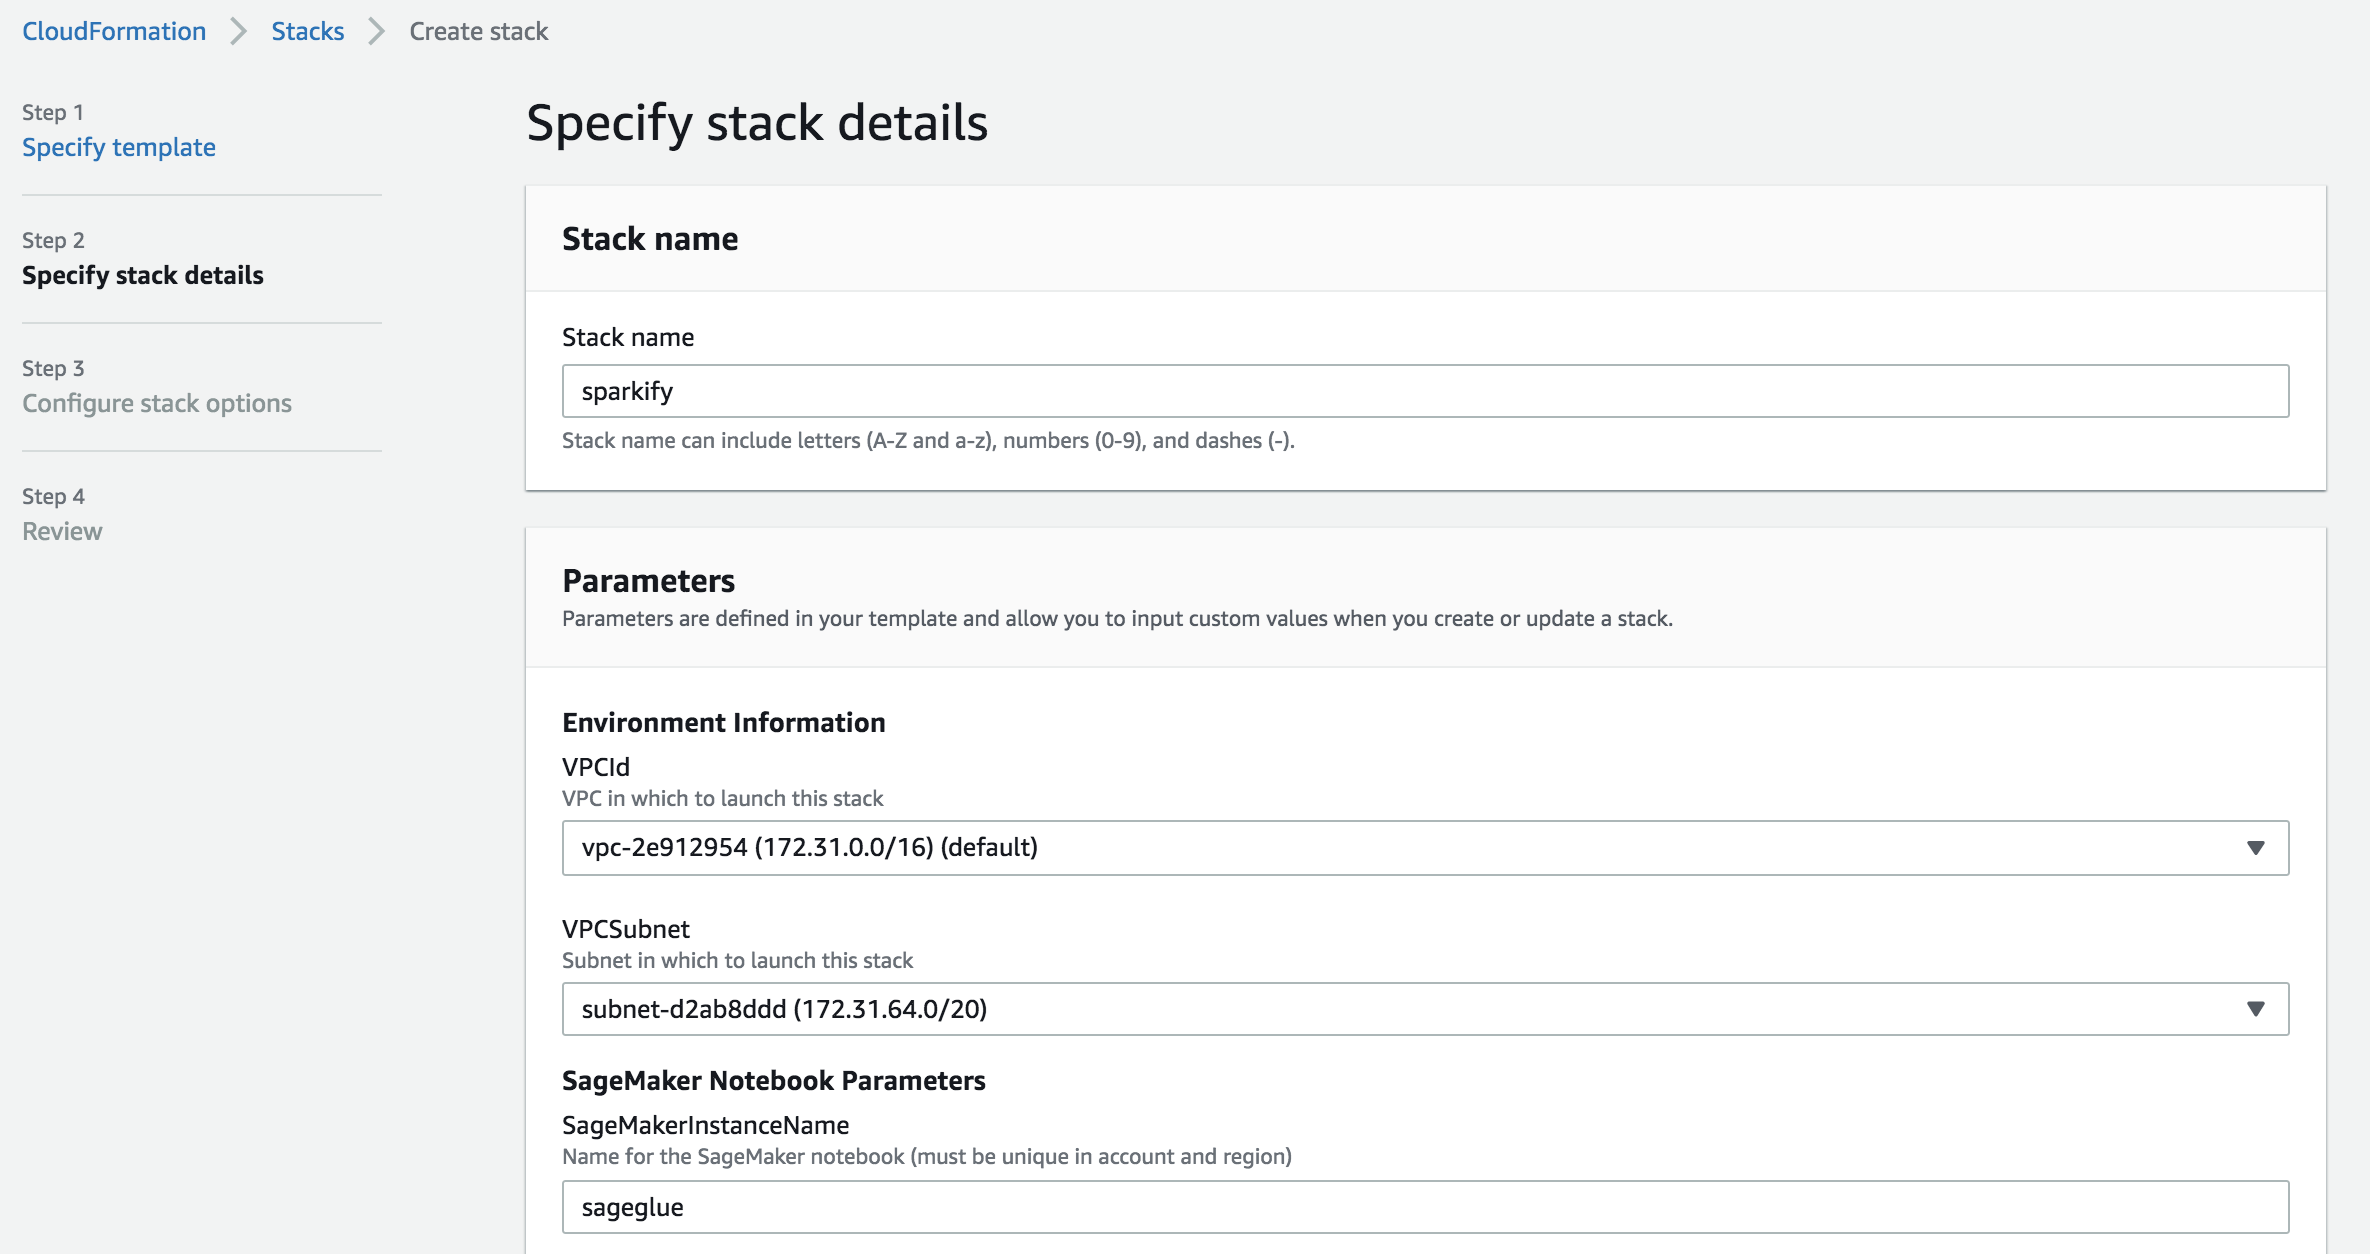 CloudFormation Stacks Create stack
Step 1
Specify template
Step 2
Specify stack details
Step 3
Configure stack options
Step 4
Review
Specify stack details
Stack name
Stack name
sparkify
Stack name can include letters (A-Z and a-z), numbers (0-9), and dashes (-).
Parameters
Parameters are defined in your template and allow you to input custom values when you create or update a stack.
Environment Information
VPCId
VPC in which to launch this stack
vpc-2e912954 (172.31.0.0/16) (default)
VPCSubnet
Subnet in which to launch this stack
subnet-d2ab8ddd (172.31.64.0/20)
SageMaker Notebook Parameters
SageMakerInstanceName
Name for the SageMaker notebook (must be unique in account and region)
sageglue